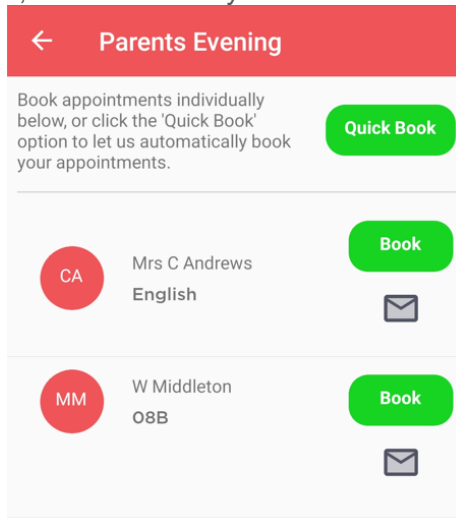 Parents Evening
Book appointments individually
below, or click the 'Quick Book'
option to let us automatically book
your appointments.
Quick Book
CA
Mrs C Andrews
English
Book
MM
W Middleton
08B
Book